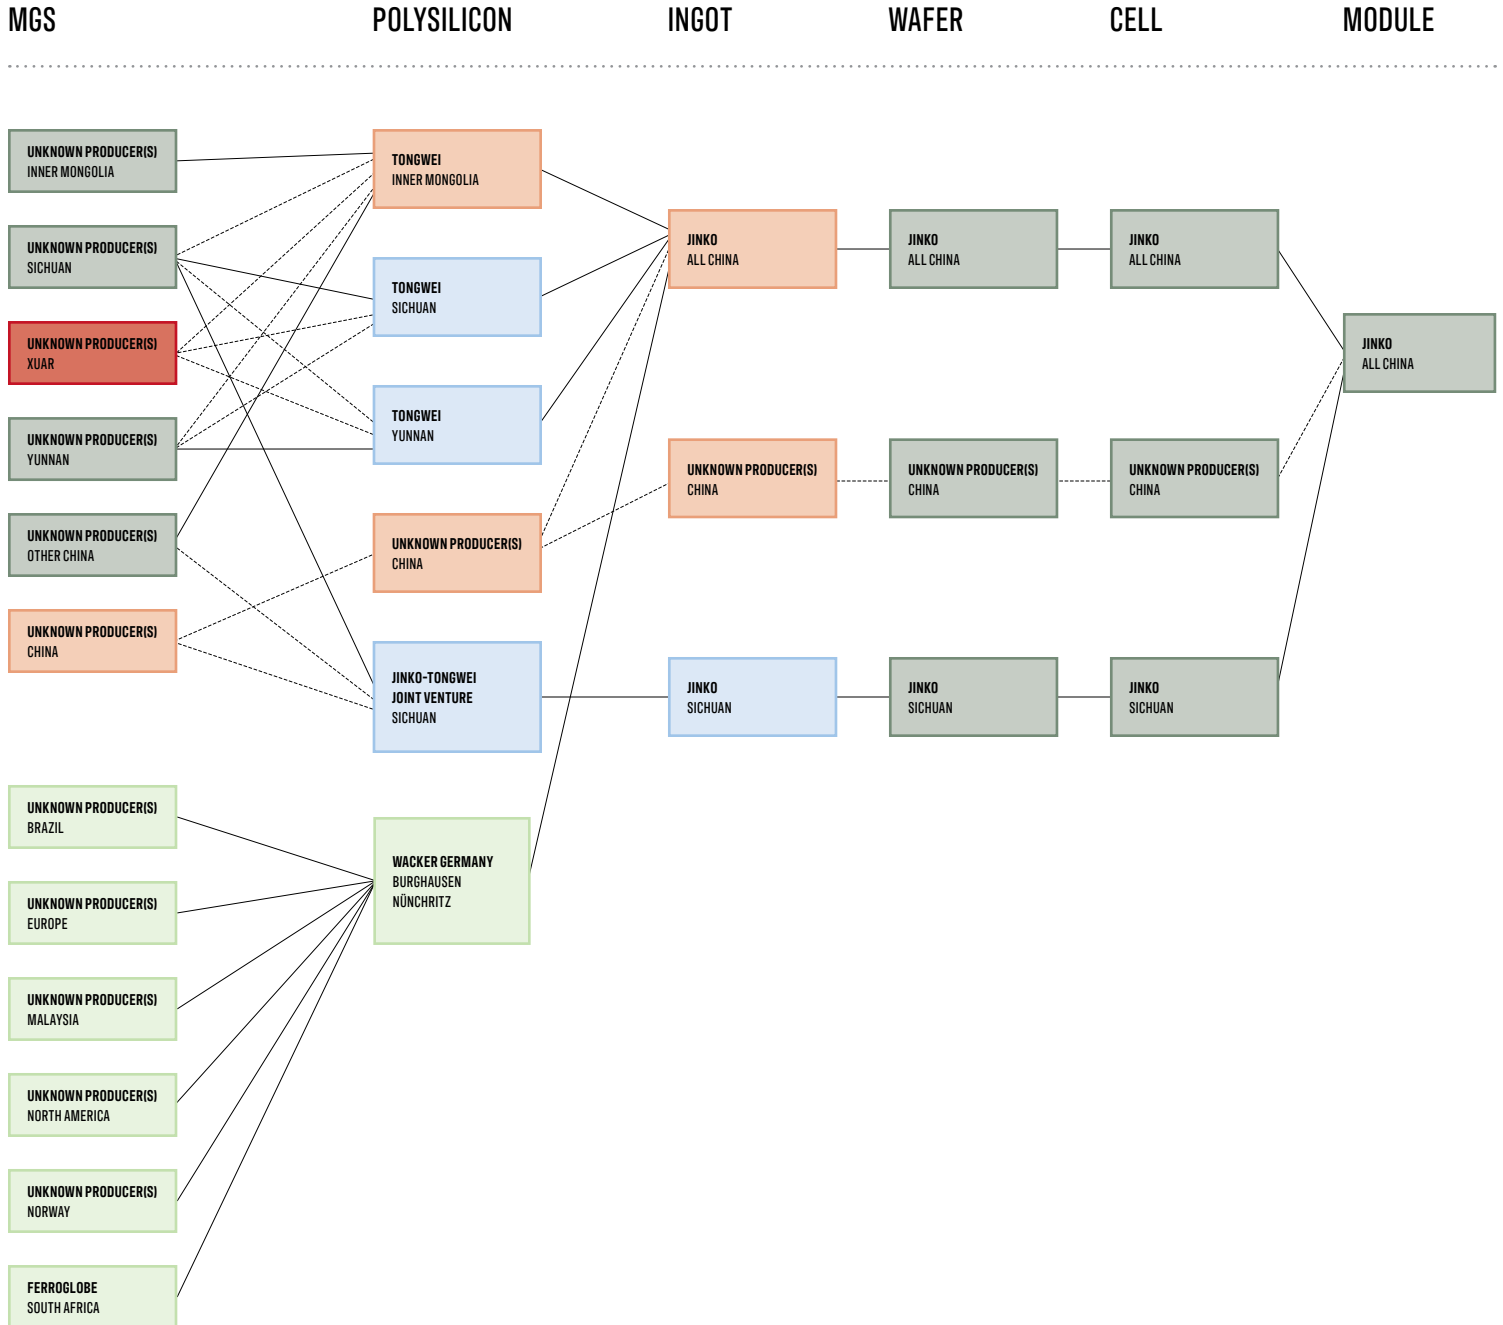 MGS
POLYSILICON
INGOT
WAFER
CELL
MODULE
UNKNOWN PRODUCER(S)
INNER MONGOLIA
UNKNOWN PRODUCER(S)
SICHUAN
UNKNOWN PRODUCER(S)
XUAR
UNKNOWN PRODUCER(S)
YUNNAN
UNKNOWN PRODUCER(S)
OTHER CHINA
UNKNOWN PRODUCER(S)
CHINA
UNKNOWN PRODUCER(S)
BRAZIL
UNKNOWN PRODUCER(S)
EUROPE
UNKNOWN PRODUCER(S)
MALAYSIA
UNKNOWN PRODUCER(S)
NORTH AMERICA
UNKNOWN PRODUCER(S)
NORWAY
FERROGLOBE
SOUTH AFRICA
TONGWEI
INNER MONGOLIA
TONGWEI
SICHUAN
TONGWEI
YUNNAN
UNKNOWN PRODUCER(S)
CHINA
JINKO-TONGWEI
JOINT VENTURE
SICHUAN
WACKER GERMANY
BURGHAUSEN
NÜNCHRITZ
JINKO
ALL CHINA
UNKNOWN PRODUCER(S)
CHINA
JINKO
SICHUAN
JINKO
ALL CHINA
UNKNOWN PRODUCER(S)
CHINA
JINKO
SICHUAN
JINKO
ALL CHINA
UNKNOWN PRODUCER(S)
CHINA
JINKO
SICHUAN
JINKO
ALL CHINA